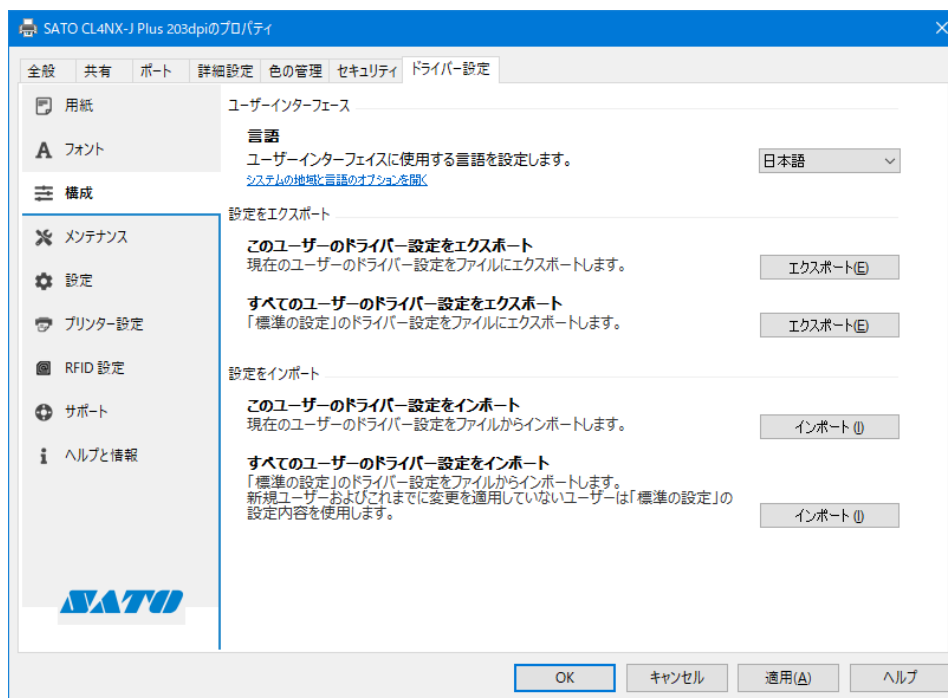 SATO CL4NX-J Plus 203dpiのプロパティ
全般 共有 ポート 詳細設定 色の管理 セキュリティ ドライバー設定
用紙
フォント
構成
メンテナンス
設定
プリンター設定
RFID 設定
サポート
ヘルプと情報
SATO
ユーザーインターフェース
言語
ユーザーインターフェイスに使用する言語を設定します。
日本語
システムの地域と言語のオプションを開く
設定をエクスポート
このユーザーのドライバー設定をエクスポート
現在のユーザーのドライバー設定をファイルにエクスポートします。
エクスポート(E)
すべてのユーザーのドライバー設定をエクスポート
「標準の設定」のドライバー設定をファイルにエクスポートします。
エクスポート(E)
設定をインポート
このユーザーのドライバー設定をインポート
現在のユーザーのドライバー設定をファイルからインポートします。
インポート(I)
すべてのユーザーのドライバー設定をインポート
「標準の設定」のドライバー設定をファイルからインポートします。
新規ユーザーおよびこれまでに変更を適用していないユーザーは「標準の設定」の
設定内容を使用します。
インポート(I)
OK キャンセル 適用(A) ヘルプ